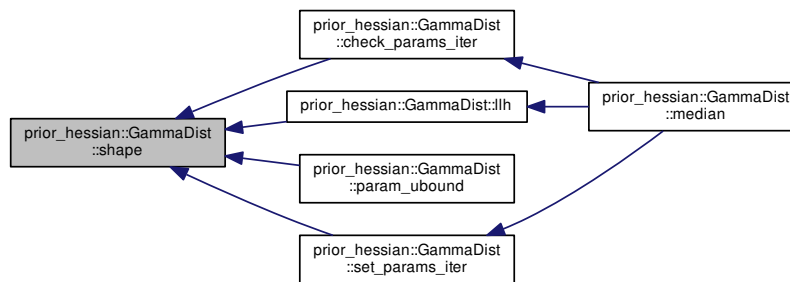 prior_hessian::GammaDist
::shape
prior_hessian::GammaDist
::check_params_iter
prior_hessian::GammaDist::llh
prior_hessian::GammaDist
::param_ubound
prior_hessian::GammaDist
::set_params_iter
prior_hessian::GammaDist
::median